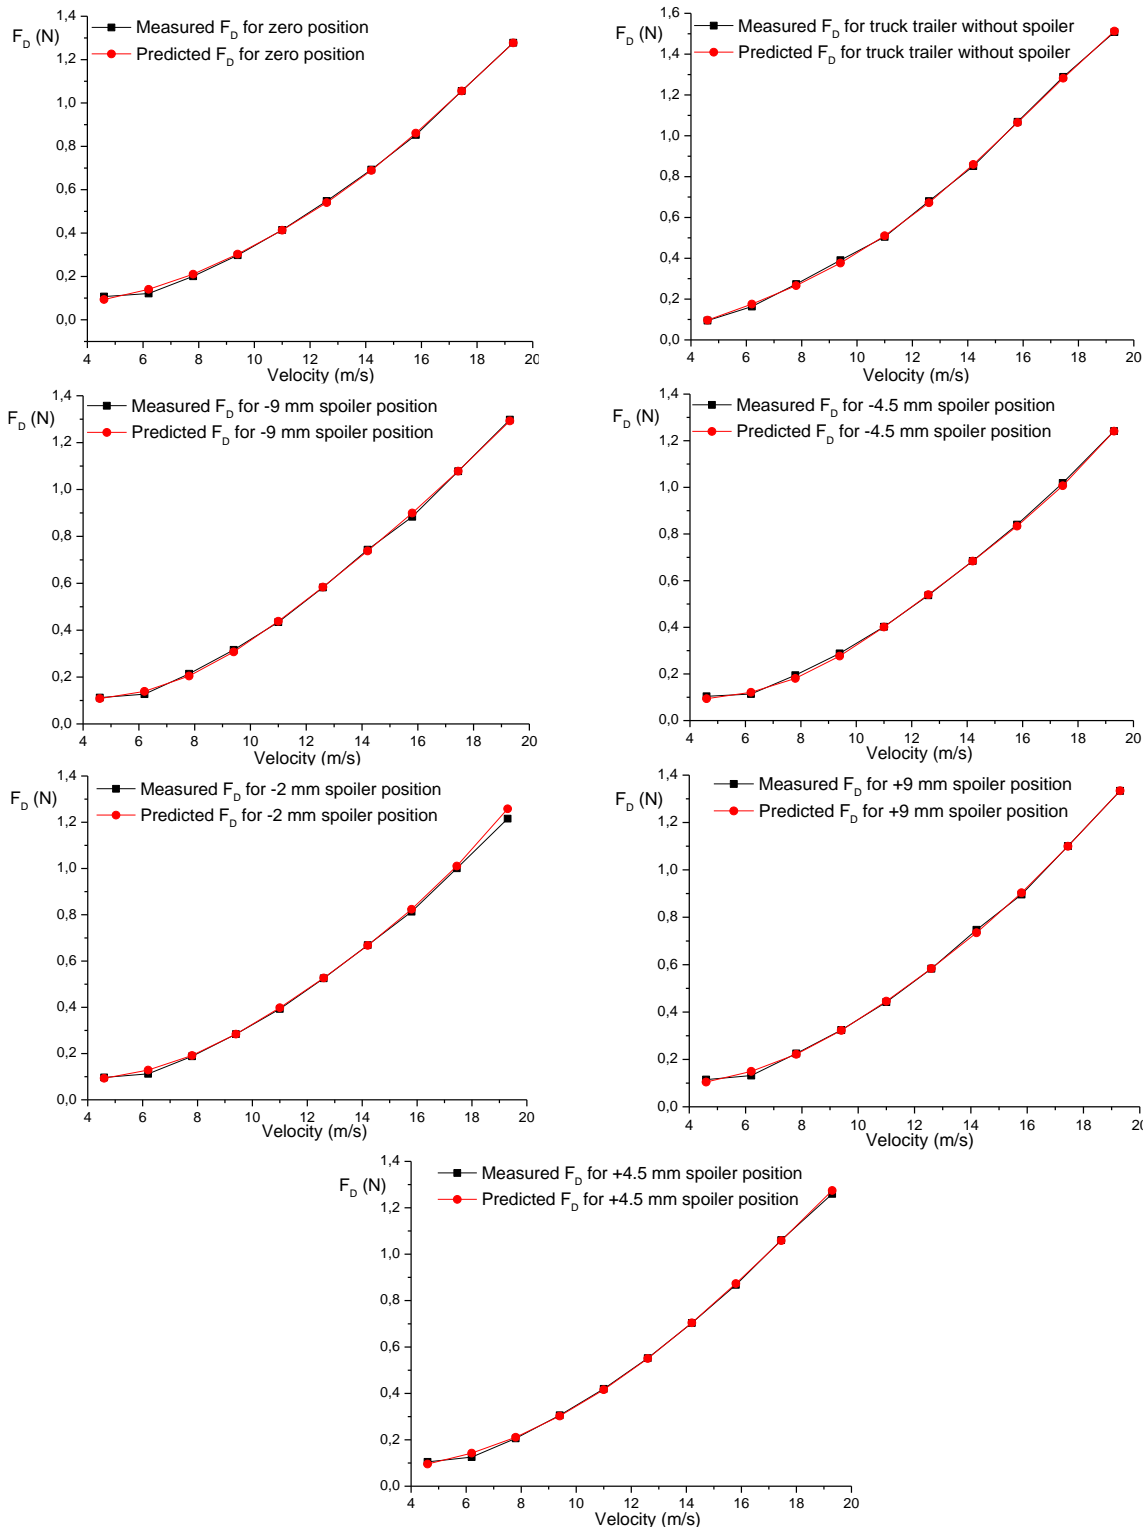 F_D (N)
Measured F_D for zero position
Predicted F_D for zero position
1,4
1,2
1,0
0,8
0,6
0,4
0,2
0,0
4 6 8 10 12 14 16 18 20
Velocity (m/s)
F_D (N)
Measured F_D for truck trailer without spoiler
Predicted F_D for truck trailer without spoiler
1,6
1,4
1,2
1,0
0,8
0,6
0,4
0,2
0,0
4 6 8 10 12 14 16 18 20
Velocity (m/s)
F_D (N)
Measured F_D for -9 mm spoiler position
Predicted F_D for -9 mm spoiler position
1,4
1,2
1,0
0,8
0,6
0,4
0,2
0,0
4 6 8 10 12 14 16 18 20
Velocity (m/s)
F_D (N)
Measured F_D for -4.5 mm spoiler position
Predicted F_D for -4.5 mm spoiler position
1,4
1,2
1,0
0,8
0,6
0,4
0,2
0,0
4 6 8 10 12 14 16 18 20
Velocity (m/s)
F_D (N)
Measured F_D for -2 mm spoiler position
Predicted F_D for -2 mm spoiler position
1,4
1,2
1,0
0,8
0,6
0,4
0,2
0,0
4 6 8 10 12 14 16 18 20
Velocity (m/s)
F_D (N)
Measured F_D for +9 mm spoiler position
Predicted F_D for +9 mm spoiler position
1,4
1,2
1,0
0,8
0,6
0,4
0,2
0,0
4 6 8 10 12 14 16 18 20
Velocity (m/s)
F_D (N)
Measured F_D for +4.5 mm spoiler position
Predicted F_D for +4.5 mm spoiler position
1,4
1,2
1,0
0,8
0,6
0,4
0,2
0,0
4 6 8 10 12 14 16 18 20
Velocity (m/s)